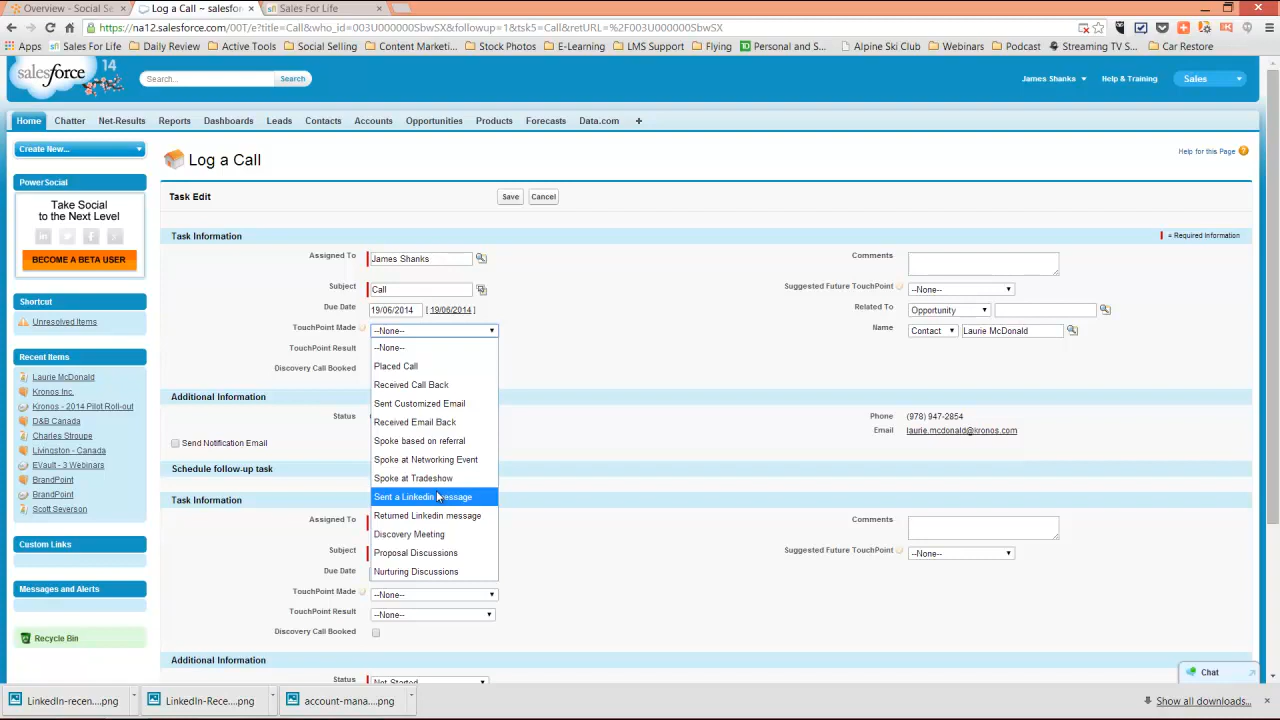 Overview - Social Se
Log a Call ~ salesforc
Sales For Life
https://na12.salesforce.com/00T/e?title=Call&who_id=003U000000SbwSX&followup=1&tsk5=Call&retURL=%2F003U000000SbwSX
Apps
Sales For Life
Daily Review
Active Tools
Social Selling
Content Marketi...
Stock Photos
E-Learning
LMS Support
Flying
Personal and S...
Alpine Ski Club
Webinars
Podcast
Streaming TV S...
Car Restore
salesforce
14
Search...
Search
James Shanka
Help & Training
Sales
Home
Chatter
Net-Results
Reports
Dashboards
Leads
Contacts
Accounts
Opportunities
Products
Forecasts
Data.com
+
Create New...
Log a Call
Help for this Page
PowerSocial
Take Social
to the Next Level
BECOME A BETA USER
Shortcut
Unresolved Items
Recent Items
Laurie McDonald
Kronos Inc.
Kronos - 2014 Pilot Roll-out
D&B Canada
Charles Stroupe
Livingston - Canada
EVault - 3 Webinars
BrandPoint
BrandPoint
Scott Severson
Custom Links
Messages and Alerts
Recycle Bin
Task Edit
Save
Cancel
Task Information
= Required Information
Assigned To
James Shanks
Comments
Subject
Call
Suggested Future TouchPoint
--None--
Due Date
19/06/2014
[ 19/06/2014 ]
Related To
Opportunity
TouchPoint Made
--None--
Name
Contact
Laurie McDonald
TouchPoint Result
Discovery Call Booked
--None--
Placed Call
Received Call Back
Sent Customized Email
Received Email Back
Spoke based on referral
Spoke at Networking Event
Spoke at Tradeshow
Sent a Linkedin message
Returned Linkedin message
Discovery Meeting
Proposal Discussions
Nurturing Discussions
Additional Information
Status
Phone
(978) 947-2854
Email
laurie.mcdonald@kronos.com
Send Notification Email
Schedule follow-up task
Task Information
Assigned To
Comments
Subject
Suggested Future TouchPoint
--None--
Due Date
TouchPoint Made
--None--
TouchPoint Result
--None--
Discovery Call Booked
Additional Information
Status
Not Started
Chat
LinkedIn-recen....png
LinkedIn-Rece....png
account-mana....png
Show all downloads...